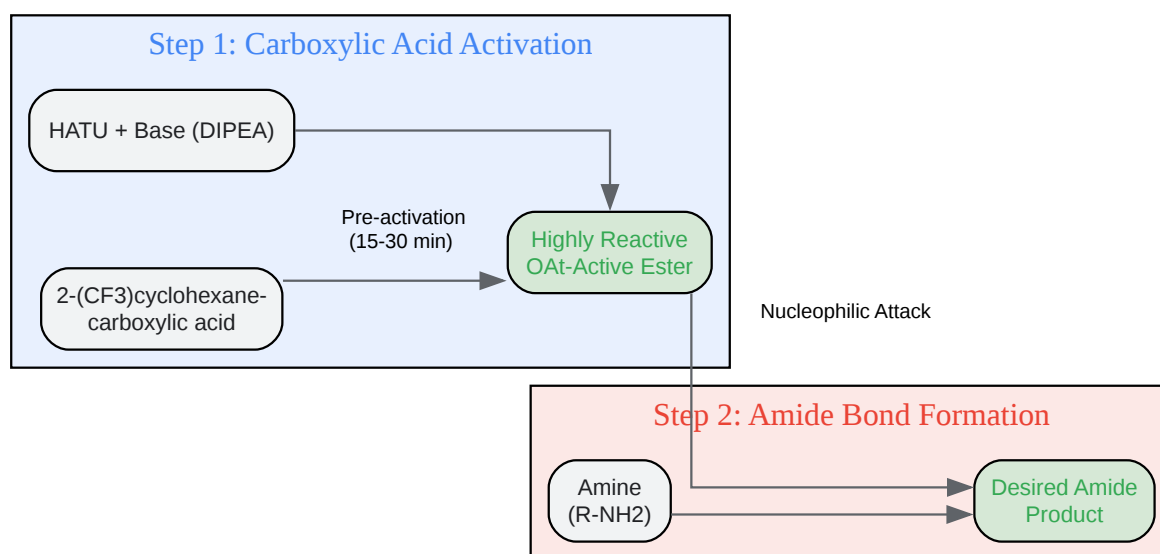 Step 1: Carboxylic Acid Activation
HATU + Base (DIPEA)
Pre-activation
(15-30 min)
Highly Reactive
OAt-Active Ester
2-(CF3)cyclohexane-
carboxylic acid
Nucleophilic Attack
Step 2: Amide Bond Formation
Amine
(R-NH2)
Desired Amide
Product